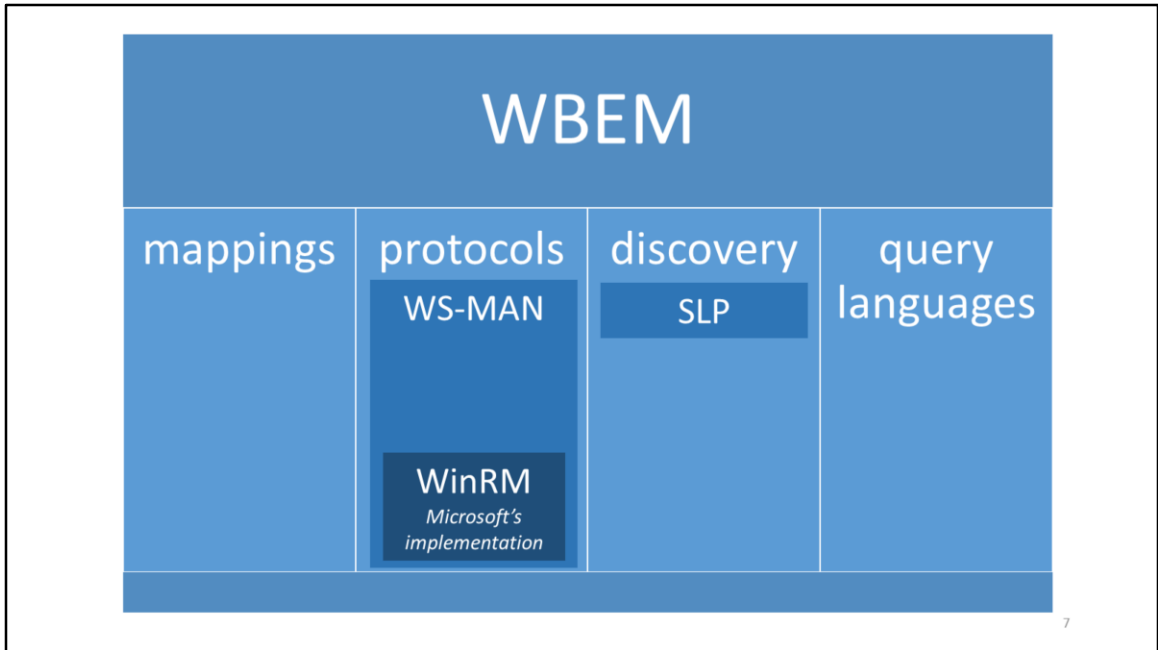 WBEM
mappings
protocols
WS-MAN
WinRM
Microsoft's
implementation
discovery
SLP
query
languages
7